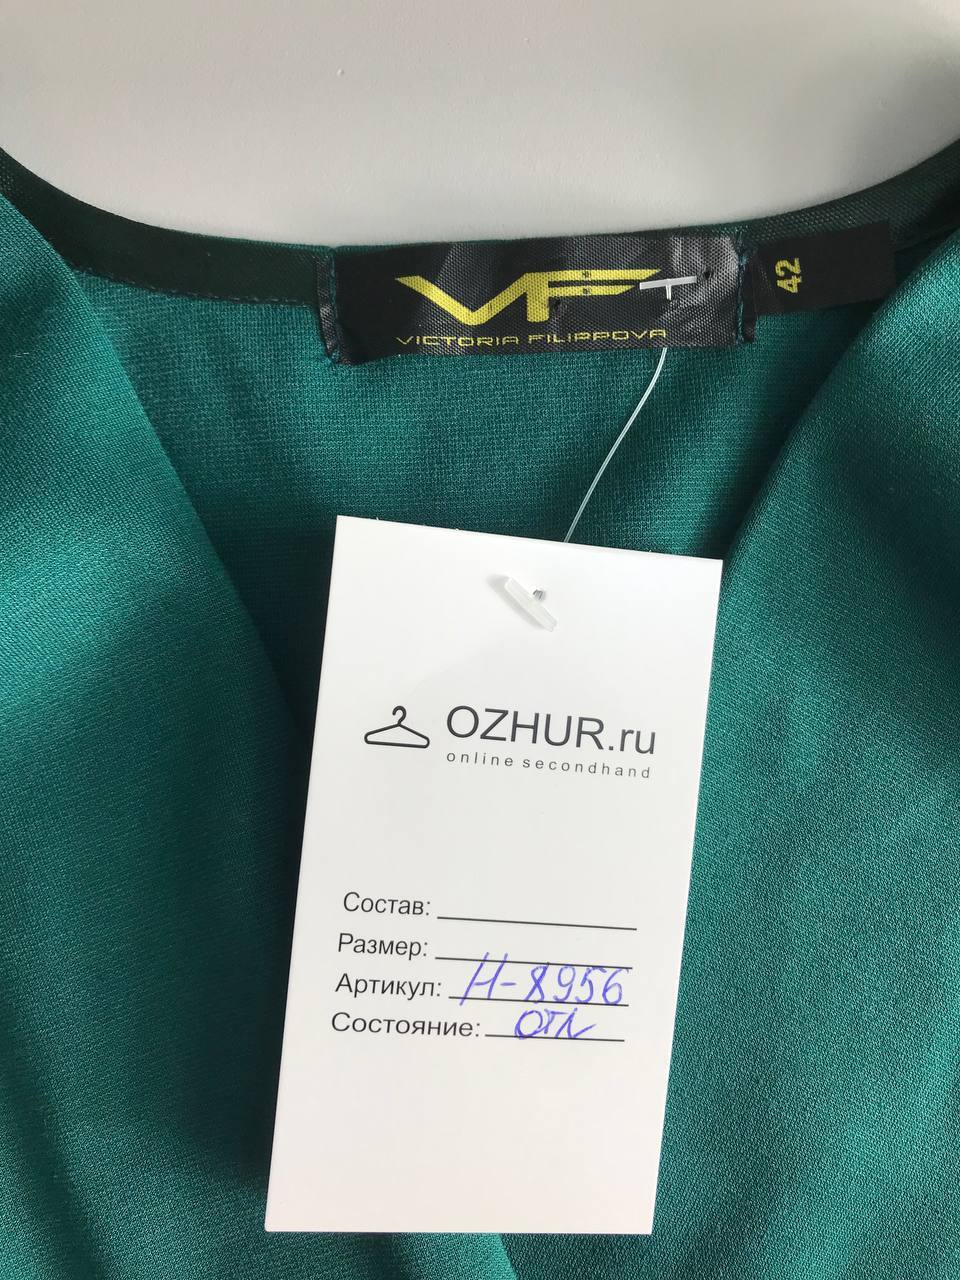 VF
VICTORIA FILIPPOVA
42
OZHUR.ru
online secondhand
Состав:
Размер:
Артикул: Н-8956
Состояние: отл